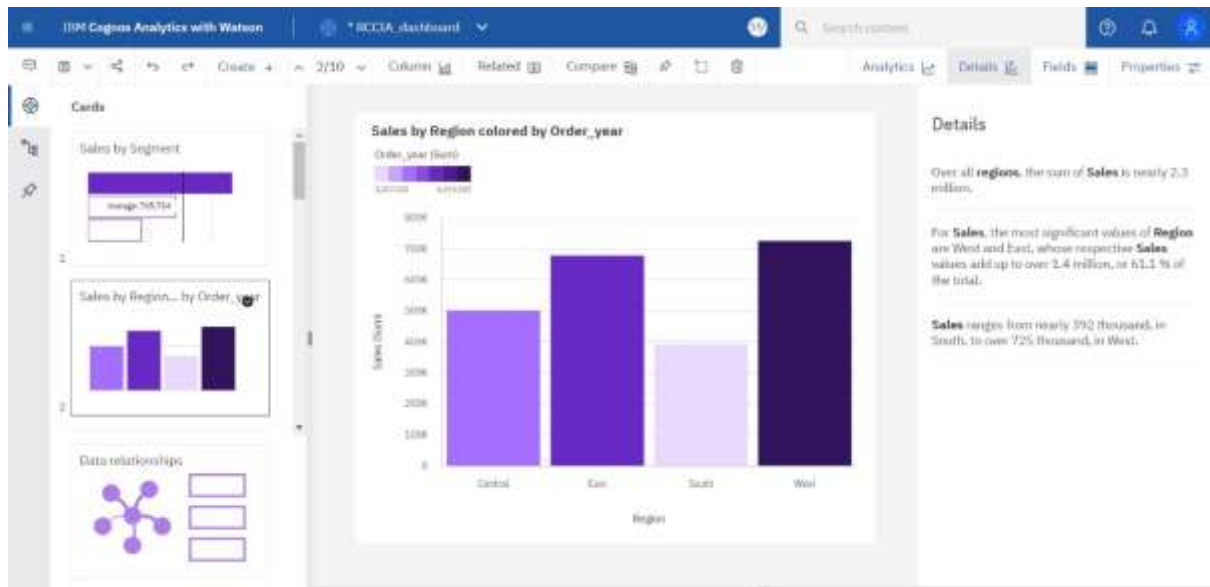 IBM Cognos Analytics with Watson
* RCCIA_dashboard
Search content
Create +
2/10
Column
Related
Compare
Analytics
Details
Fields
Properties
Cards
Sales by Segment
2
Sales by Region... by Order_year
Data relationships
Sales by Region colored by Order_year
Order_year (Sum)
800K
700K
600K
500K
400K
300K
200K
100K
0
Sales (Sum)
Central
East
South
West
Region
Details
Over all regions, the sum of Sales is nearly 2.3
million.
For Sales, the most significant values of Region
are West and East, whose respective Sales
values add up to over 1.4 million, or 61.1 % of
the total.
Sales ranges from nearly 392 thousand, in
South, to over 725 thousand, in West.